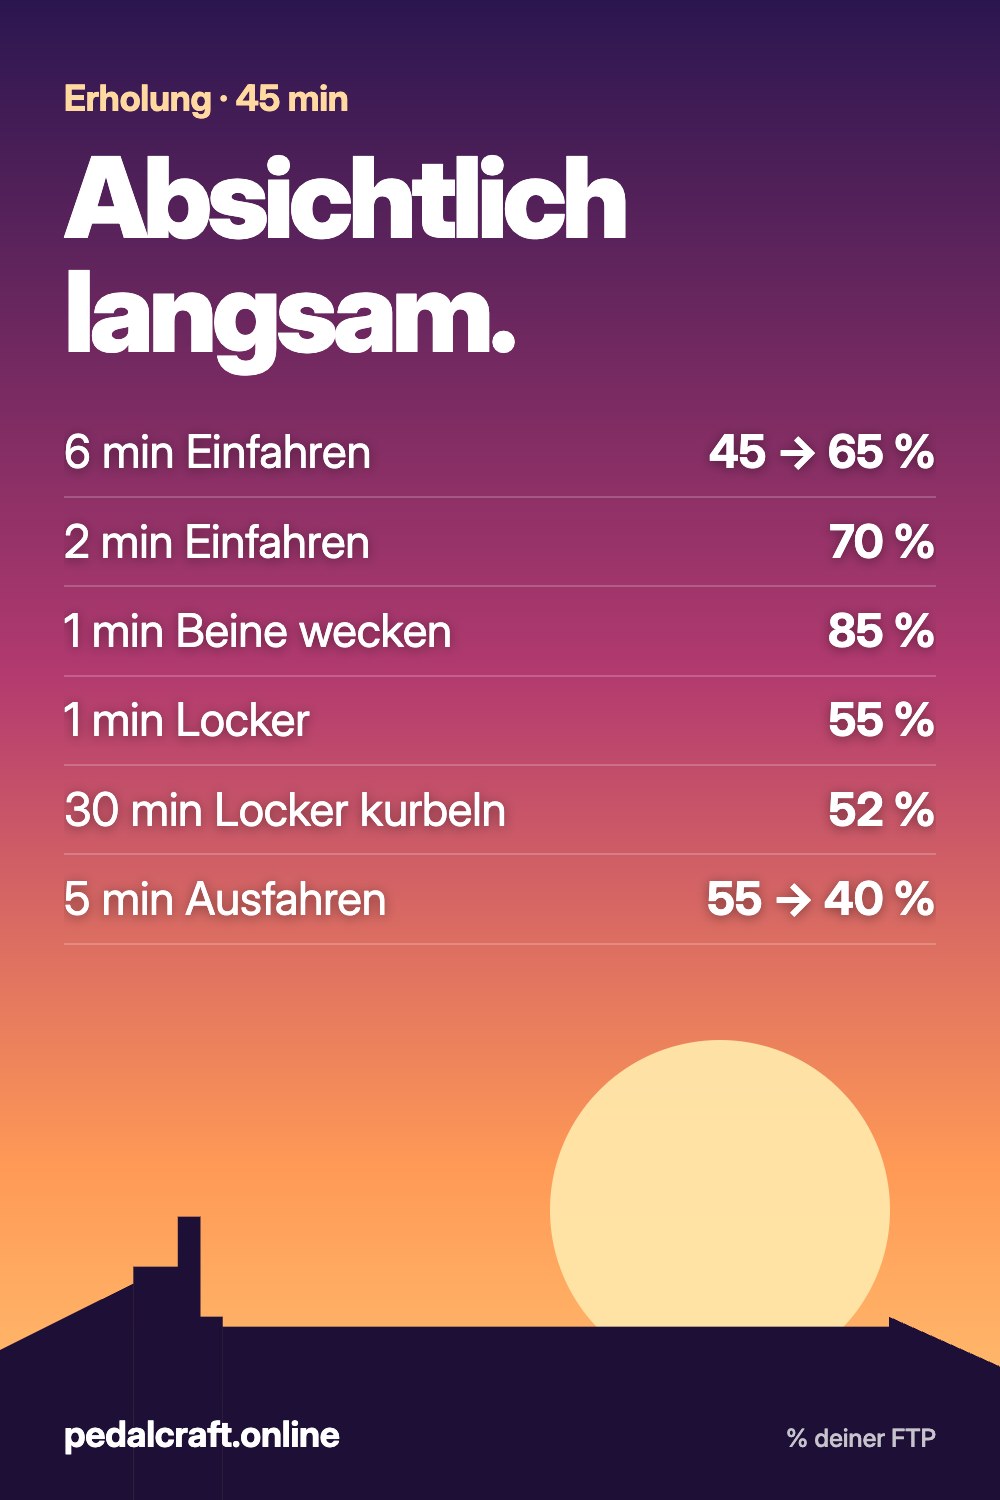 Erholung · 45 min
Absichtlich
langsam.
6 min Einfahren 45 → 65 %
2 min Einfahren 70 %
1 min Beine wecken 85 %
1 min Locker 55 %
30 min Locker kurbeln 52 %
5 min Ausfahren 55 → 40 %
pedalcraft.online % deiner FTP